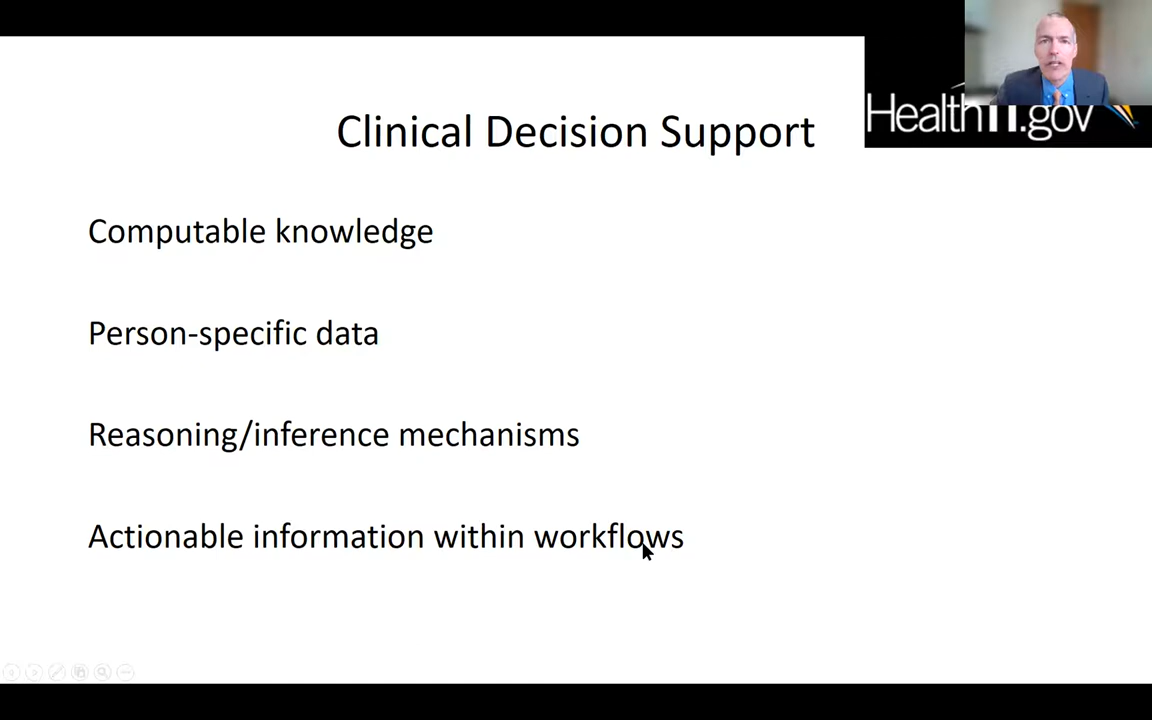 Clinical Decision Support
HealthIT.gov
Computable knowledge
Person-specific data
Reasoning/inference mechanisms
Actionable information within workflows